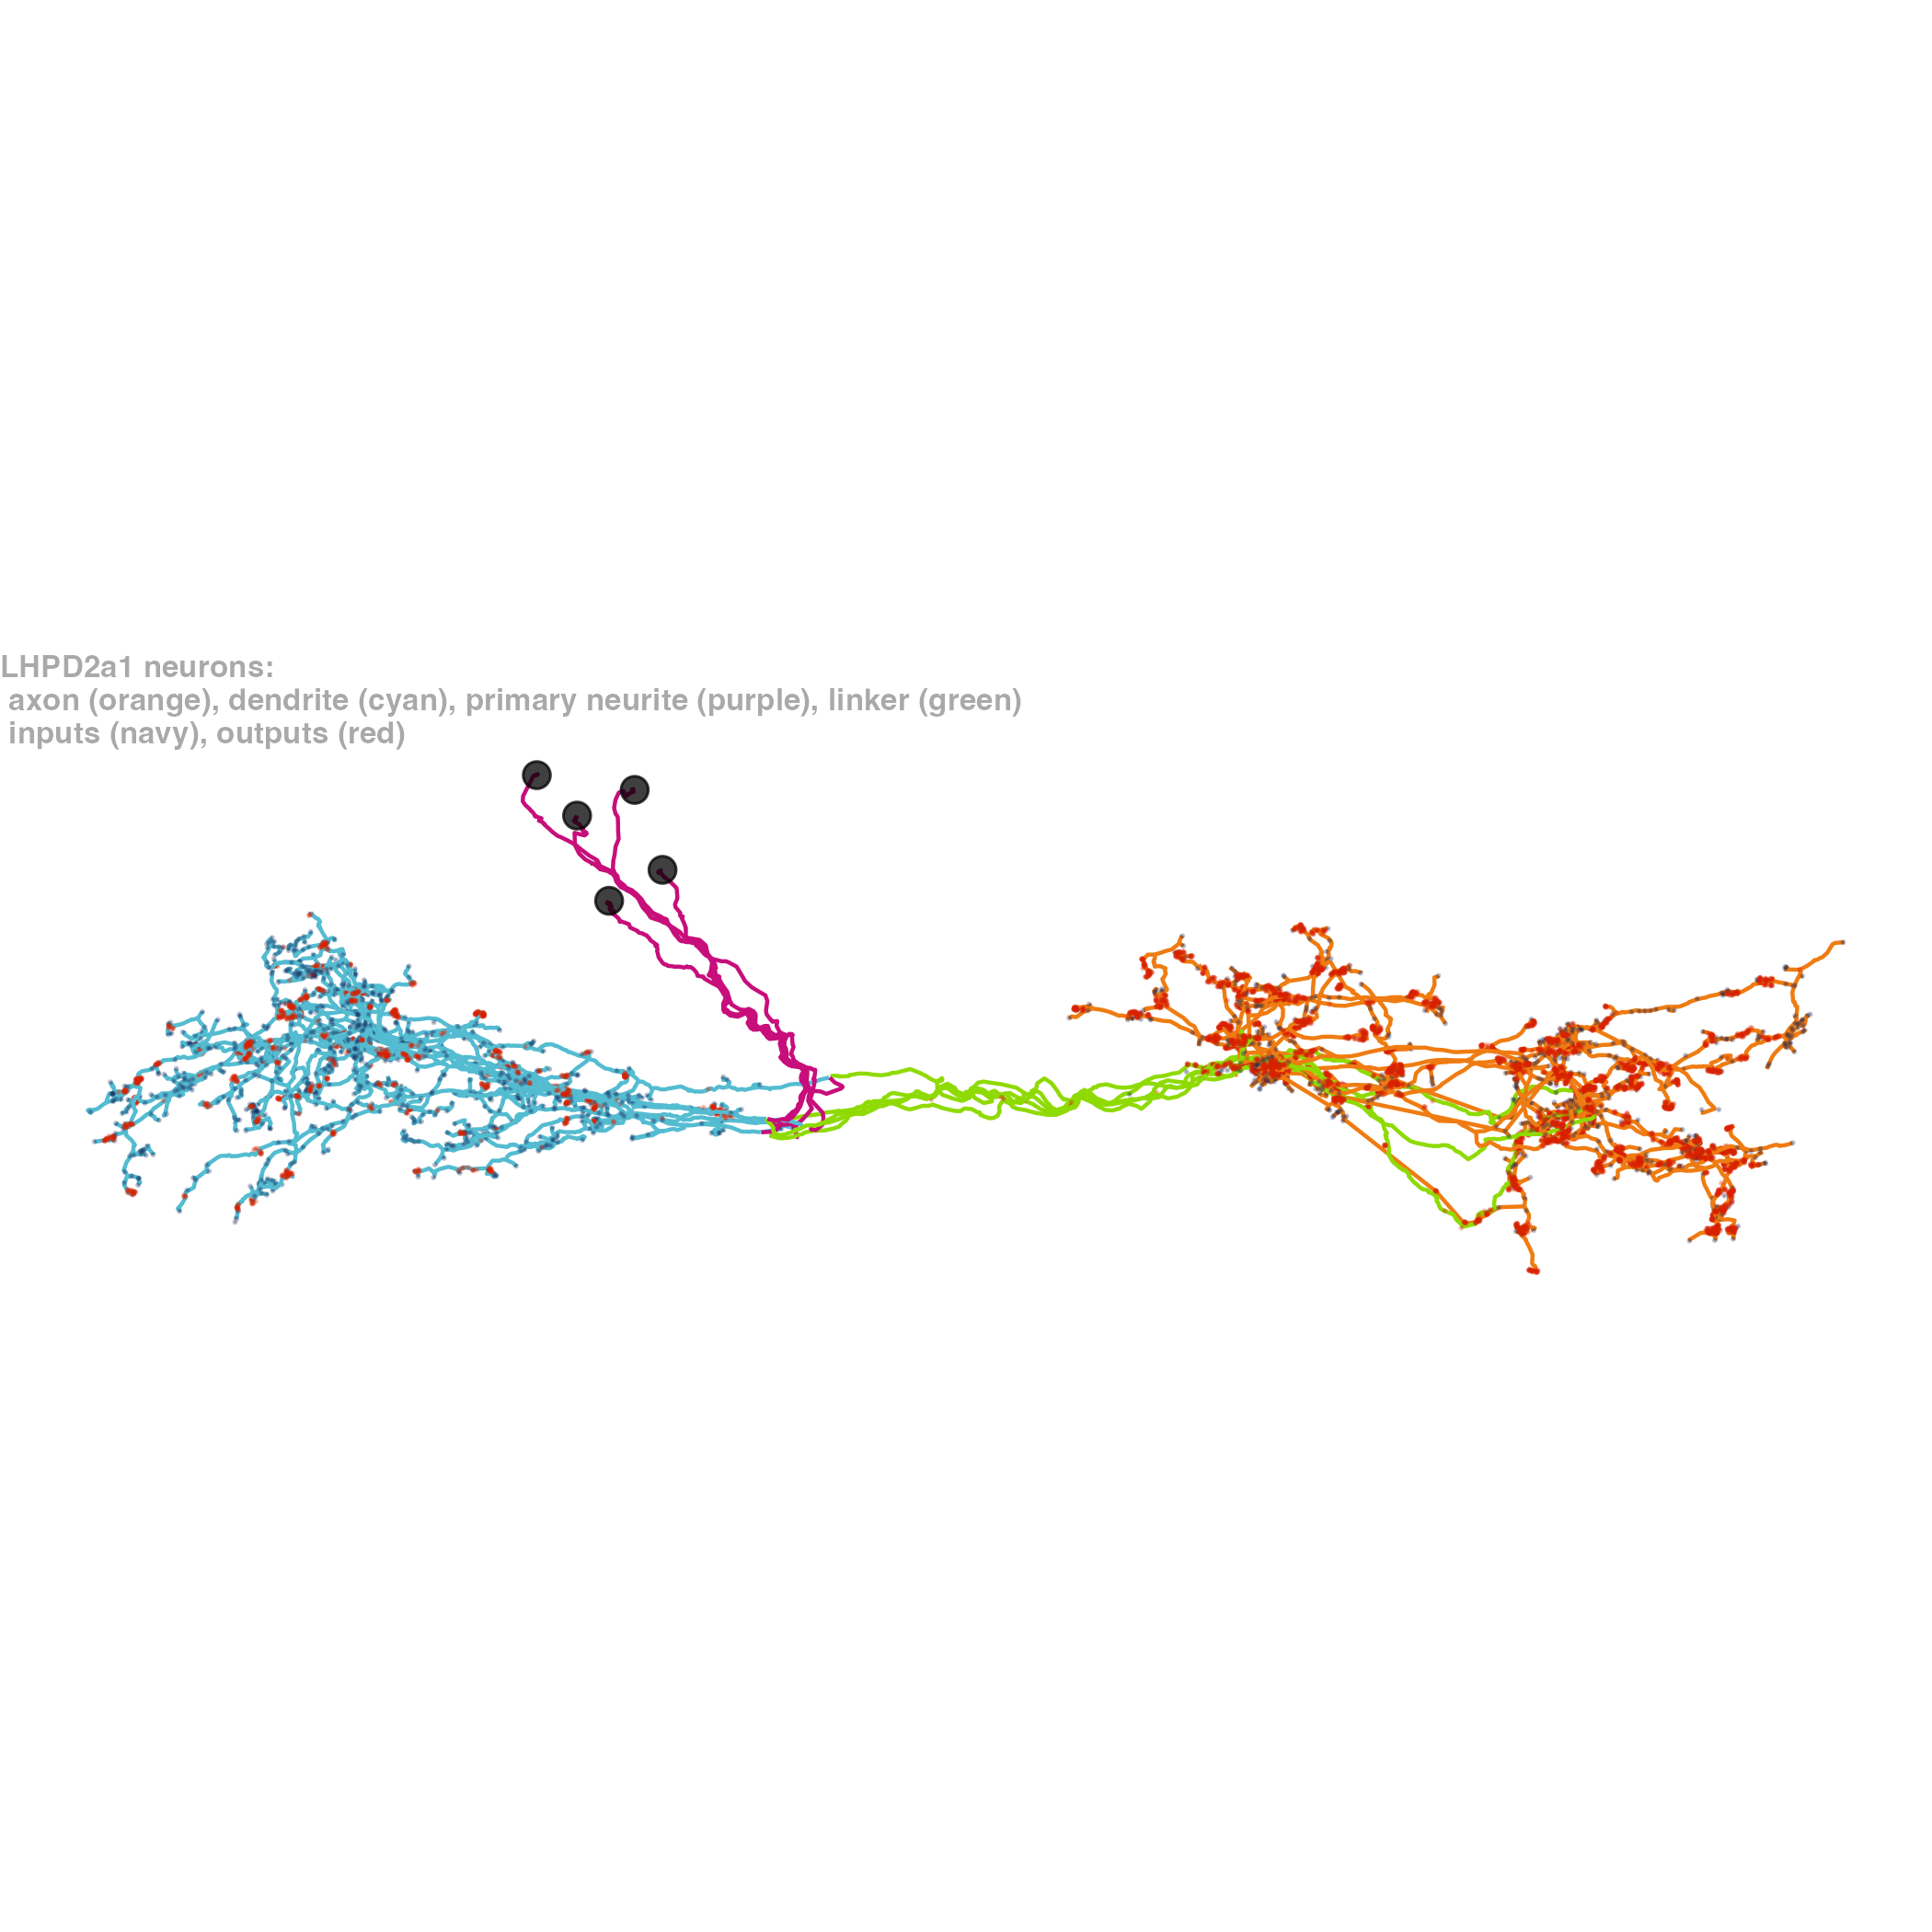 LHPD2a1 neurons:
axon (orange), dendrite (cyan), primary neurite (purple), linker (green)
inputs (navy), outputs (red)